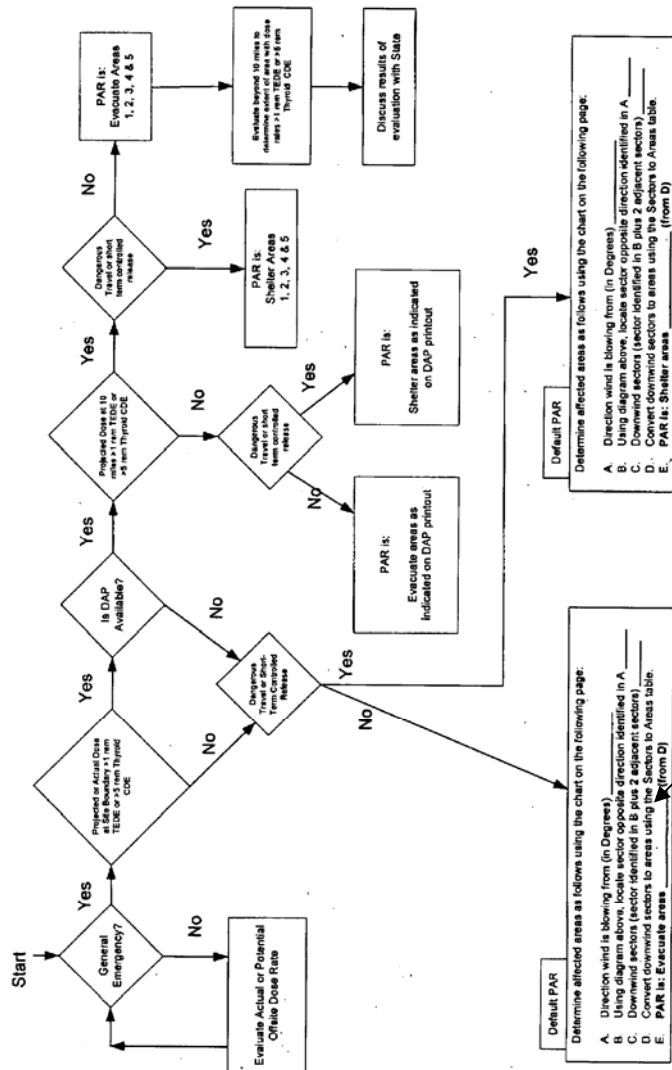 Start
General
Emergency?
Yes
No
Evaluate Actual or Potential
Offsite Dose Rate
Projected or Actual Dose
at Site Boundary >1 rem
TEDE or >5 rem Thyroid
CDE
Yes
No
Is DAP
Available?
Yes
No
Dangerous
Travel or Short-
Term Controlled
Release
No
Yes
Projected Dose at 10
miles >1 rem TEDE or
>5 rem Thyroid CDE
Yes
No
Dangerous
Travel or short
term controlled
release
No
Yes
PAR is:
Evacuate areas as
indicated on DAP printout
PAR is:
Shelter areas as indicated
on DAP printout
Dangerous
Travel or short
term controlled
release
No
Yes
PAR is:
Shelter Areas
1, 2, 3, 4 & 5
PAR is:
Evacuate Areas
1, 2, 3, 4 & 5
Evaluate beyond 10 miles to
determine extent of area with dose
rates >1 rem TEDE or >5 rem
Thyroid CDE
Discuss results of
evaluation with State
Default PAR
Determine affected areas as follows using the chart on the following page:
A. Direction wind is blowing from (in Degrees)
B. Using diagram above, locate sector opposite direction identified in A
C. Downwind sectors (sector identified in B plus 2 adjacent sectors)
D. Convert downwind sectors to areas using the Sectors to Areas table.
E. PAR is: Evacuate areas (from D)
Default PAR
Determine affected areas as follows using the chart on the following page:
A. Direction wind is blowing from (in Degrees)
B. Using diagram above, locate sector opposite direction identified in A
C. Downwind sectors (sector identified in B plus 2 adjacent sectors)
D. Convert downwind sectors to areas using the Sectors to Areas table.
E. PAR is: Shelter areas (from D)